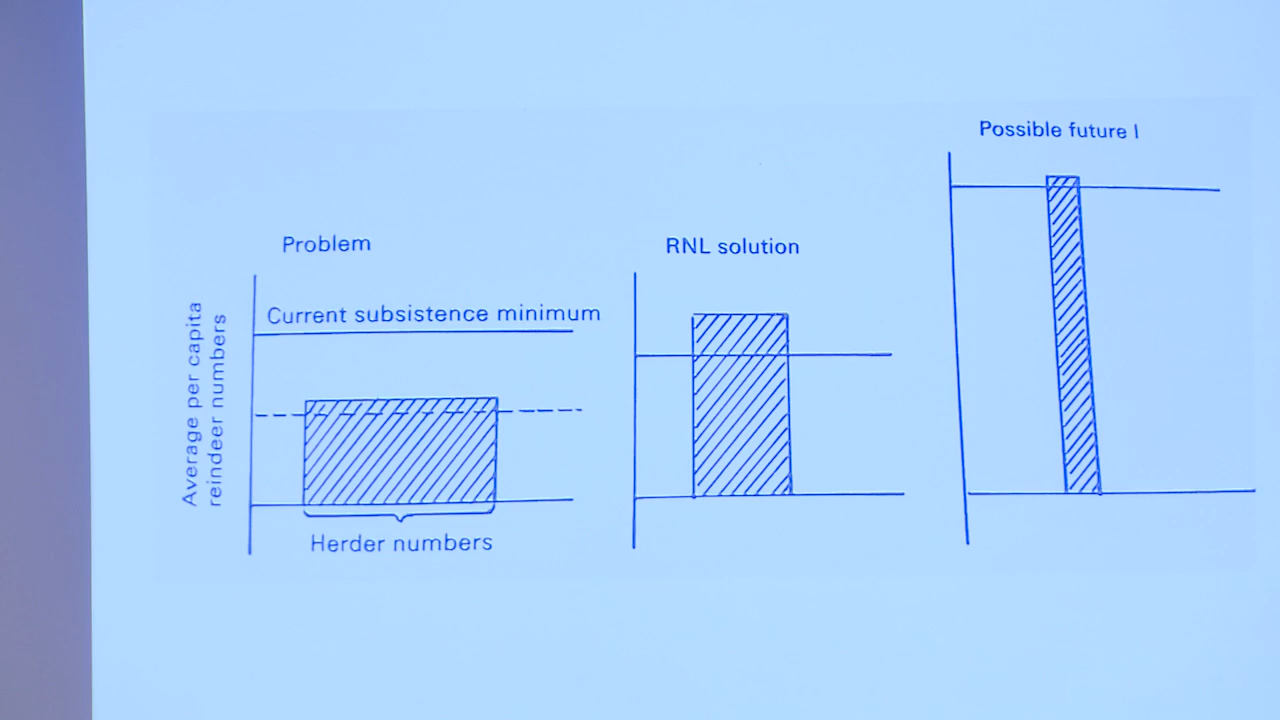 Possible future I
Problem
RNL solution
Current subsistence minimum
Average per capita
reindeer numbers
Herder numbers